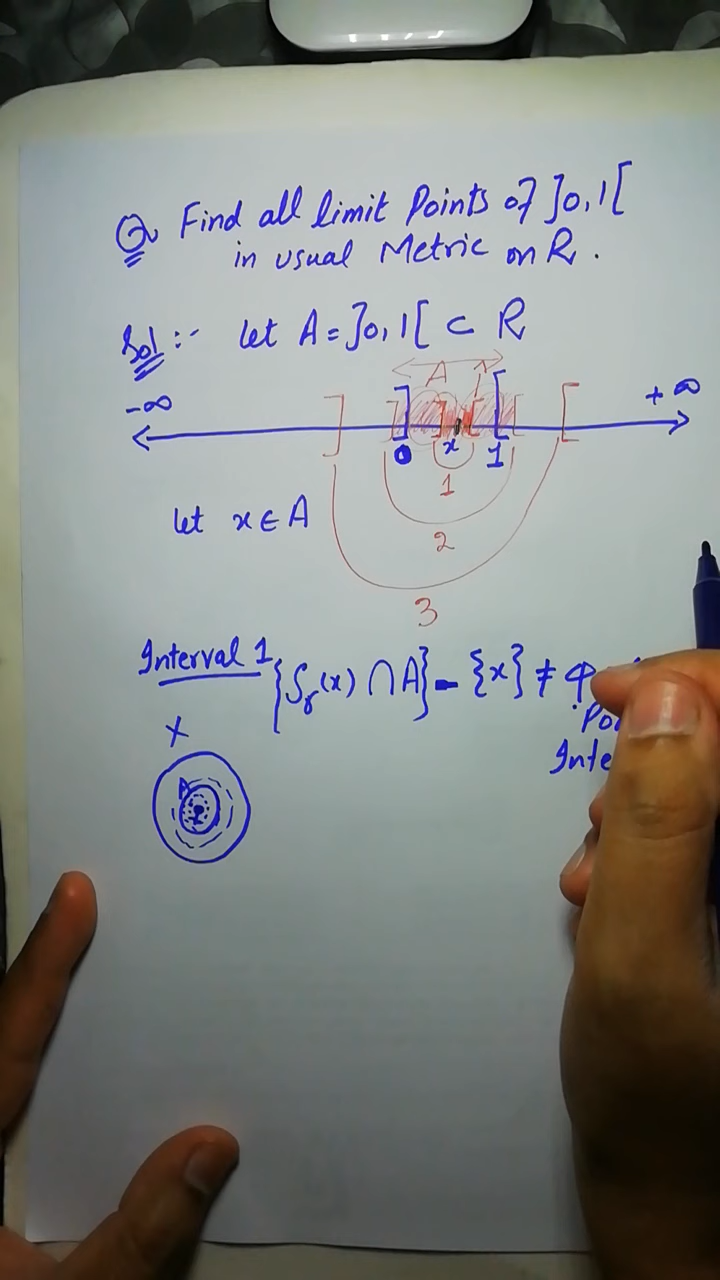 Q Find all limit Points of ]0,1[
in usual Metric on R.
Sol :- let A = ]0,1[ ⊂ R
A
-∞ +∞
0 x 1
1
let x ∈ A
2
3
Interval 1 {Sr(x) ∩ A} - {x} ≠ φ
X
A